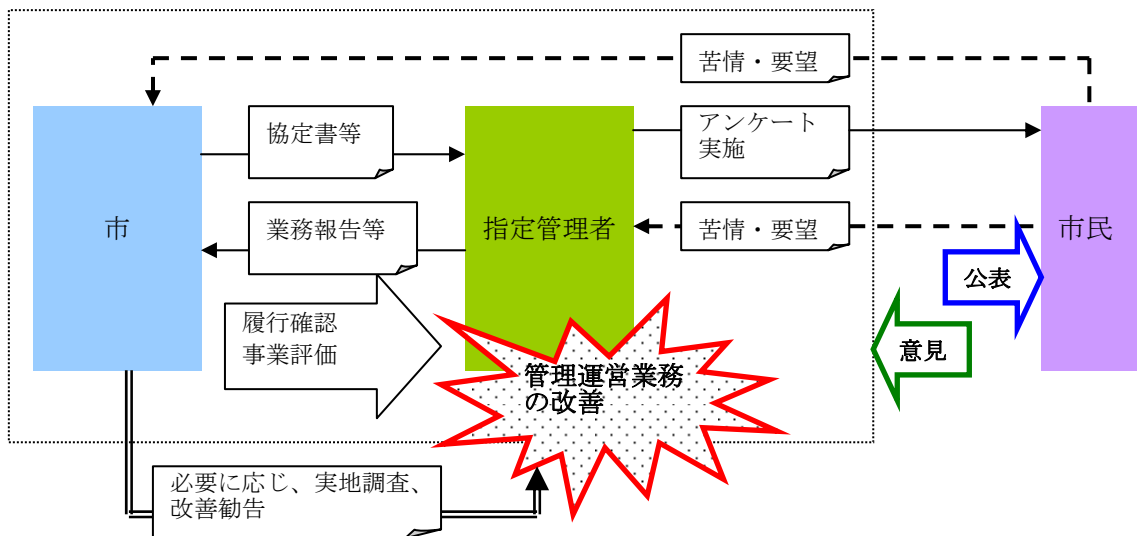 苦情・要望
協定書等
アンケート
実施
市
業務報告等
指定管理者
苦情・要望
市民
公表
履行確認
事業評価
意見
管理運営業務
の改善
必要に応じ、実地調査、
改善勧告